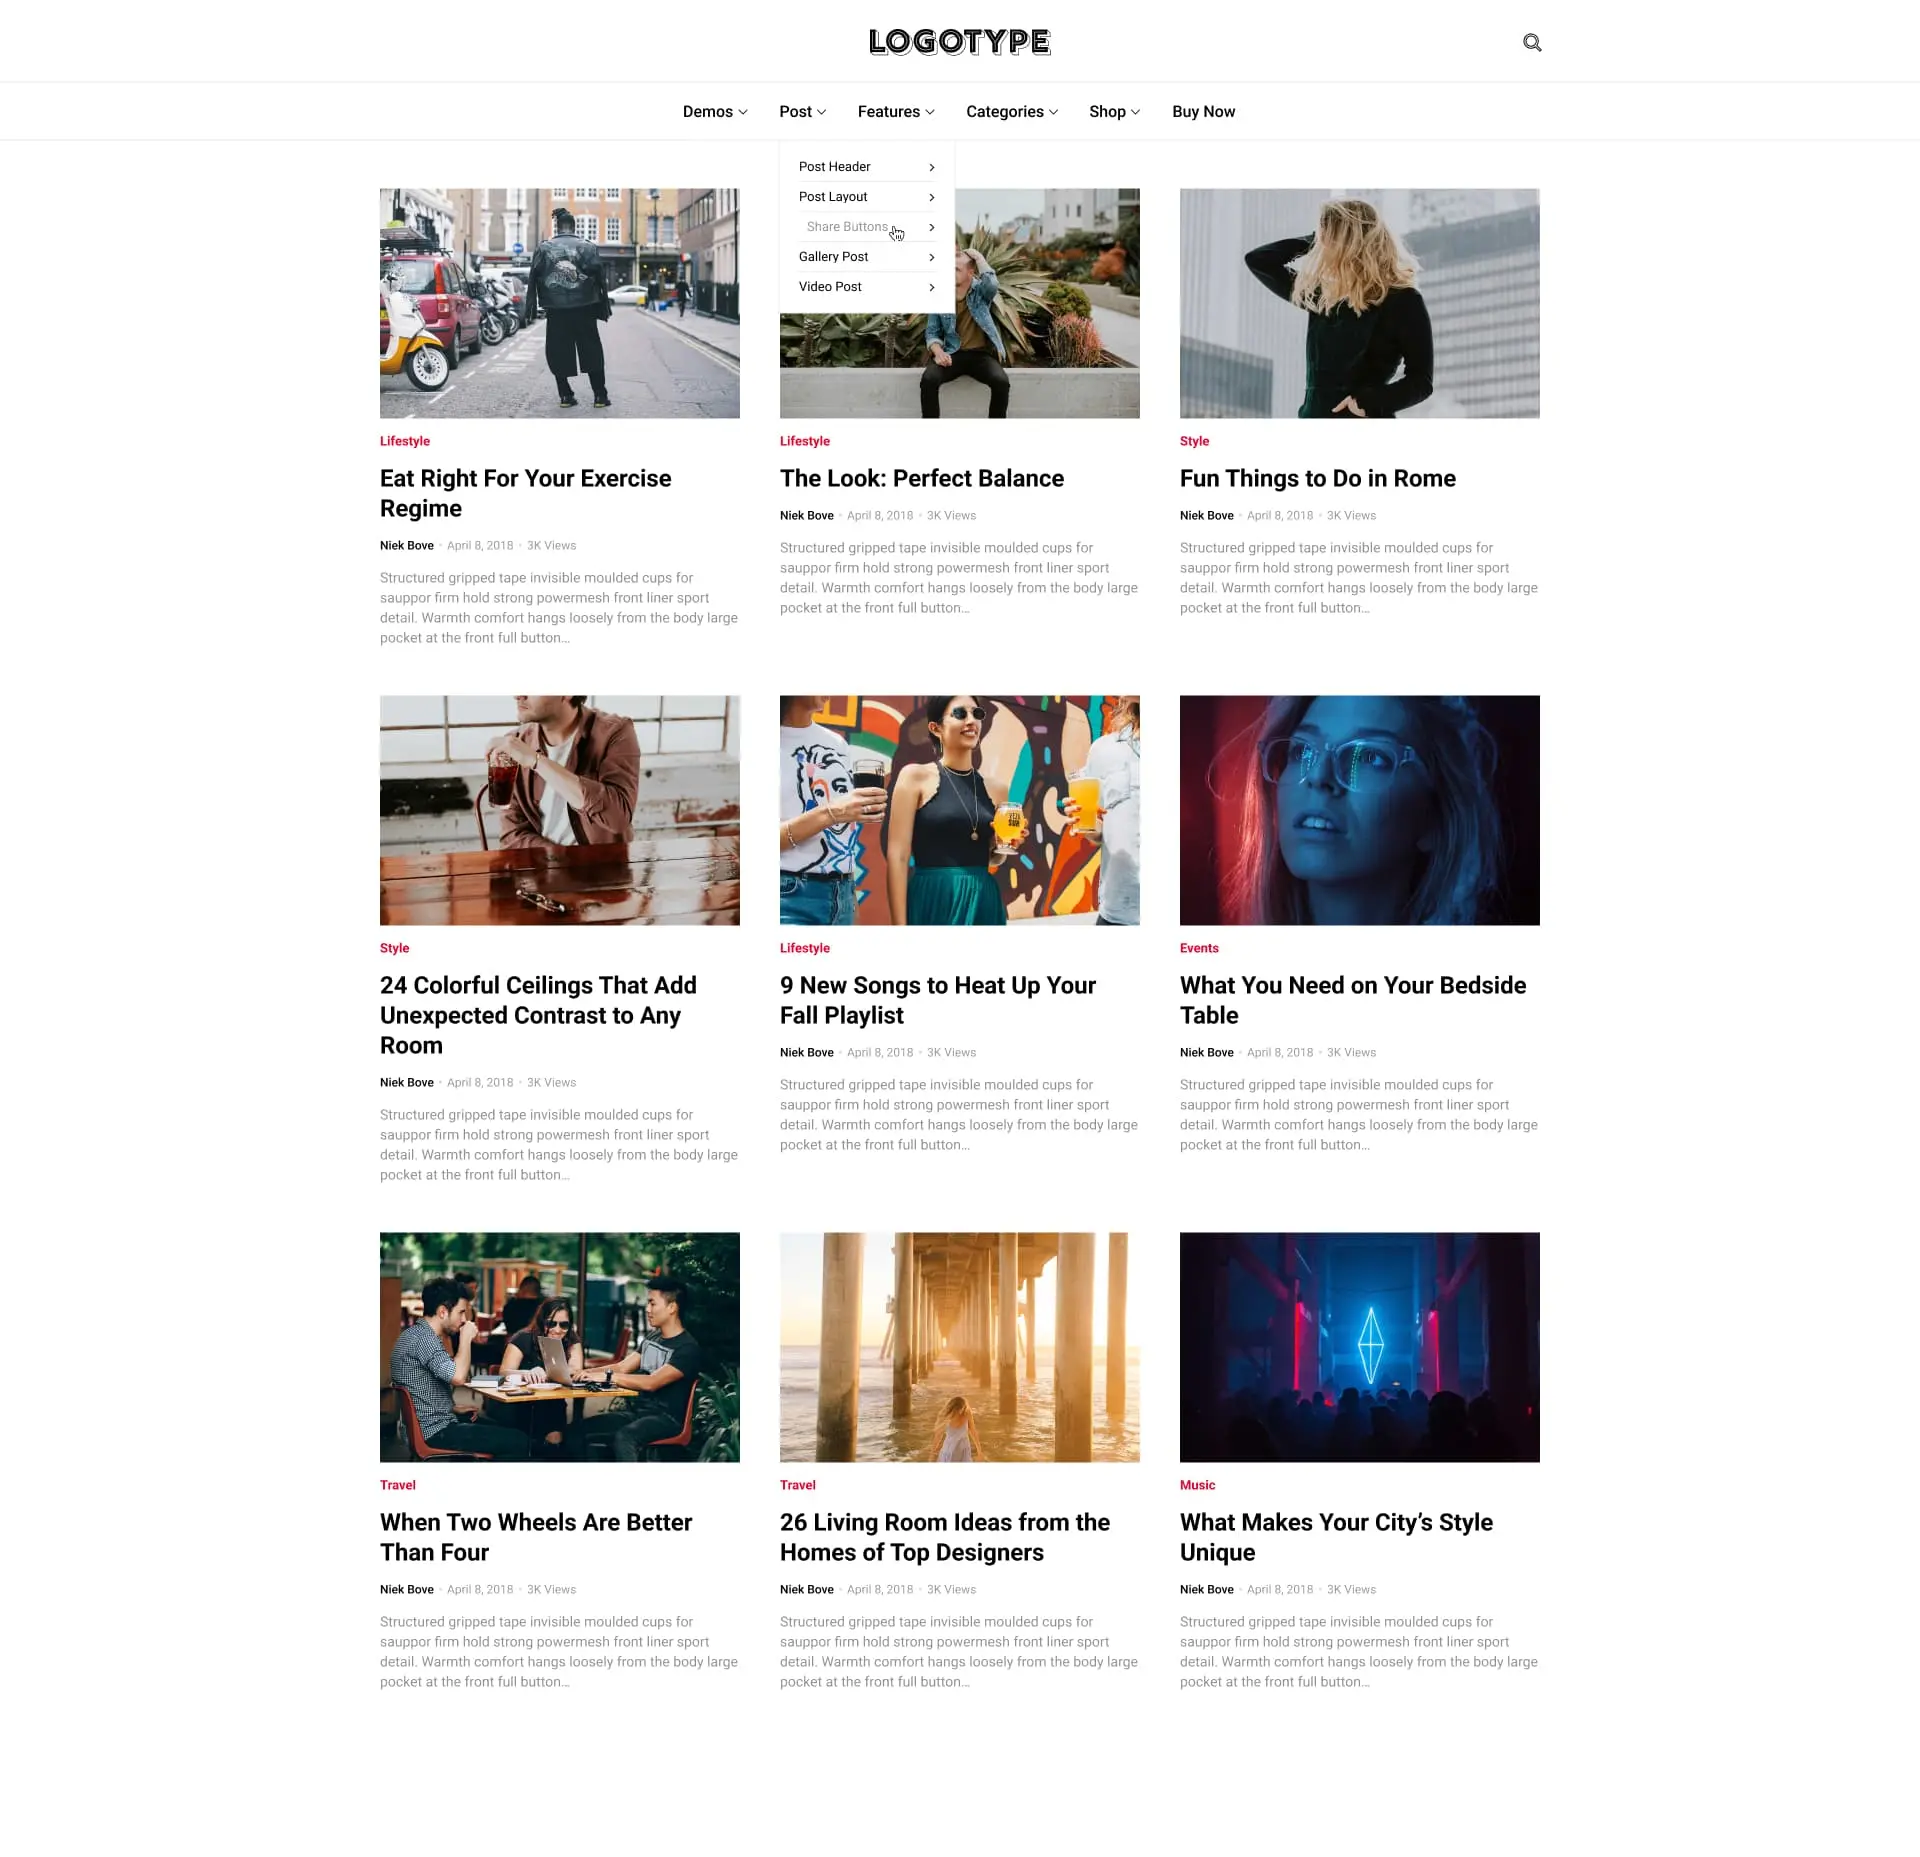 LOGOTYPE
Demos
Post
Features
Categories
Shop
Buy Now
Post Header
Post Layout
Share Buttons
Gallery Post
Video Post
Lifestyle
Eat Right For Your Exercise
Regime
Niek Bove • April 8, 2018 • 3K Views
Structured gripped tape invisible moulded cups for
sauppor firm hold strong powermesh front liner sport
detail. Warmth comfort hangs loosely from the body large
pocket at the front full button...
Lifestyle
The Look: Perfect Balance
Niek Bove • April 8, 2018 • 3K Views
Structured gripped tape invisible moulded cups for
sauppor firm hold strong powermesh front liner sport
detail. Warmth comfort hangs loosely from the body large
pocket at the front full button...
Style
Fun Things to Do in Rome
Niek Bove • April 8, 2018 • 3K Views
Structured gripped tape invisible moulded cups for
sauppor firm hold strong powermesh front liner sport
detail. Warmth comfort hangs loosely from the body large
pocket at the front full button...
Style
24 Colorful Ceilings That Add
Unexpected Contrast to Any
Room
Niek Bove • April 8, 2018 • 3K Views
Structured gripped tape invisible moulded cups for
sauppor firm hold strong powermesh front liner sport
detail. Warmth comfort hangs loosely from the body large
pocket at the front full button...
Lifestyle
9 New Songs to Heat Up Your
Fall Playlist
Niek Bove • April 8, 2018 • 3K Views
Structured gripped tape invisible moulded cups for
sauppor firm hold strong powermesh front liner sport
detail. Warmth comfort hangs loosely from the body large
pocket at the front full button...
Events
What You Need on Your Bedside
Table
Niek Bove • April 8, 2018 • 3K Views
Structured gripped tape invisible moulded cups for
sauppor firm hold strong powermesh front liner sport
detail. Warmth comfort hangs loosely from the body large
pocket at the front full button...
Travel
When Two Wheels Are Better
Than Four
Niek Bove • April 8, 2018 • 3K Views
Structured gripped tape invisible moulded cups for
sauppor firm hold strong powermesh front liner sport
detail. Warmth comfort hangs loosely from the body large
pocket at the front full button...
Travel
26 Living Room Ideas from the
Homes of Top Designers
Niek Bove • April 8, 2018 • 3K Views
Structured gripped tape invisible moulded cups for
sauppor firm hold strong powermesh front liner sport
detail. Warmth comfort hangs loosely from the body large
pocket at the front full button...
Music
What Makes Your City’s Style
Unique
Niek Bove • April 8, 2018 • 3K Views
Structured gripped tape invisible moulded cups for
sauppor firm hold strong powermesh front liner sport
detail. Warmth comfort hangs loosely from the body large
pocket at the front full button...